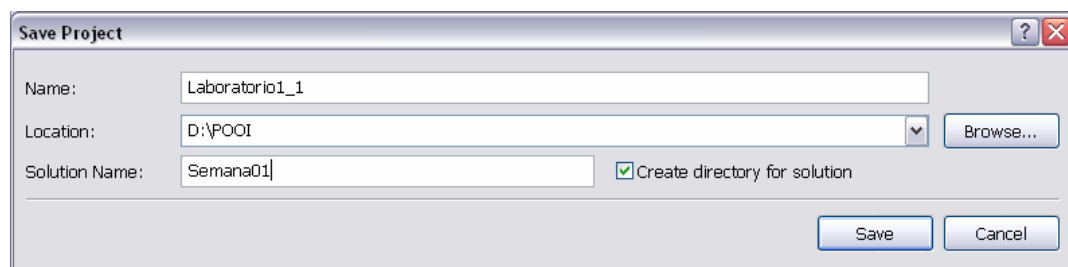 Save Project
Name: Laboratorio1_1
Location: D:\POOI Browse...
Solution Name: Semana01 Create directory for solution
Save Cancel